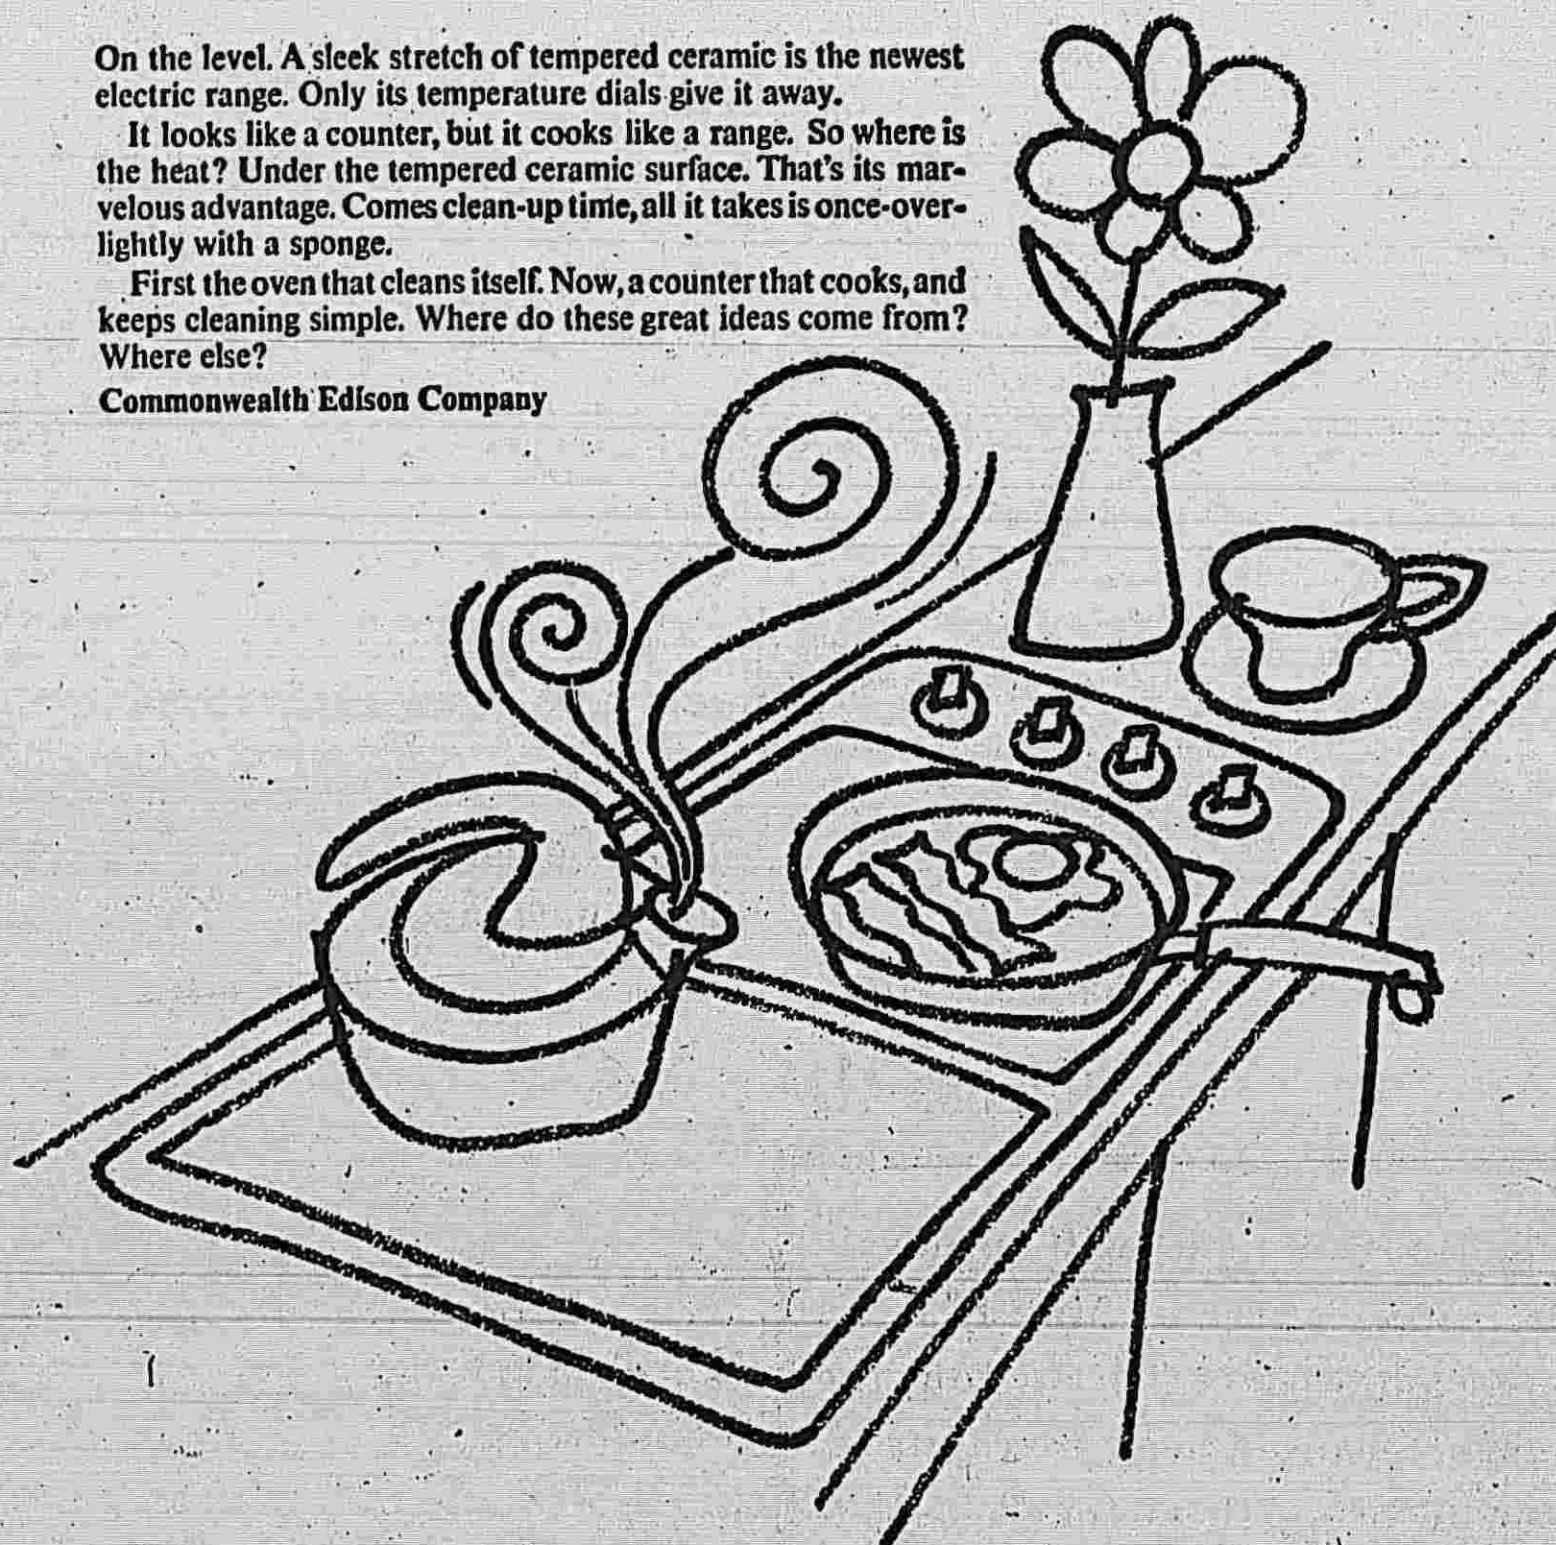 On the level. A sleek stretch of tempered ceramic is the newest
electric range. Only its temperature dials give it away.
It looks like a counter, but it cooks like a range. So where is
the heat? Under the tempered ceramic surface. That's its mar-
velous advantage. Comes clean-up time, all it takes is once-over-
lightly with a sponge.
First the oven that cleans itself. Now, a counter that cooks, and
keeps cleaning simple. Where do these great ideas come from?
Where else?
Commonwealth Edison Company